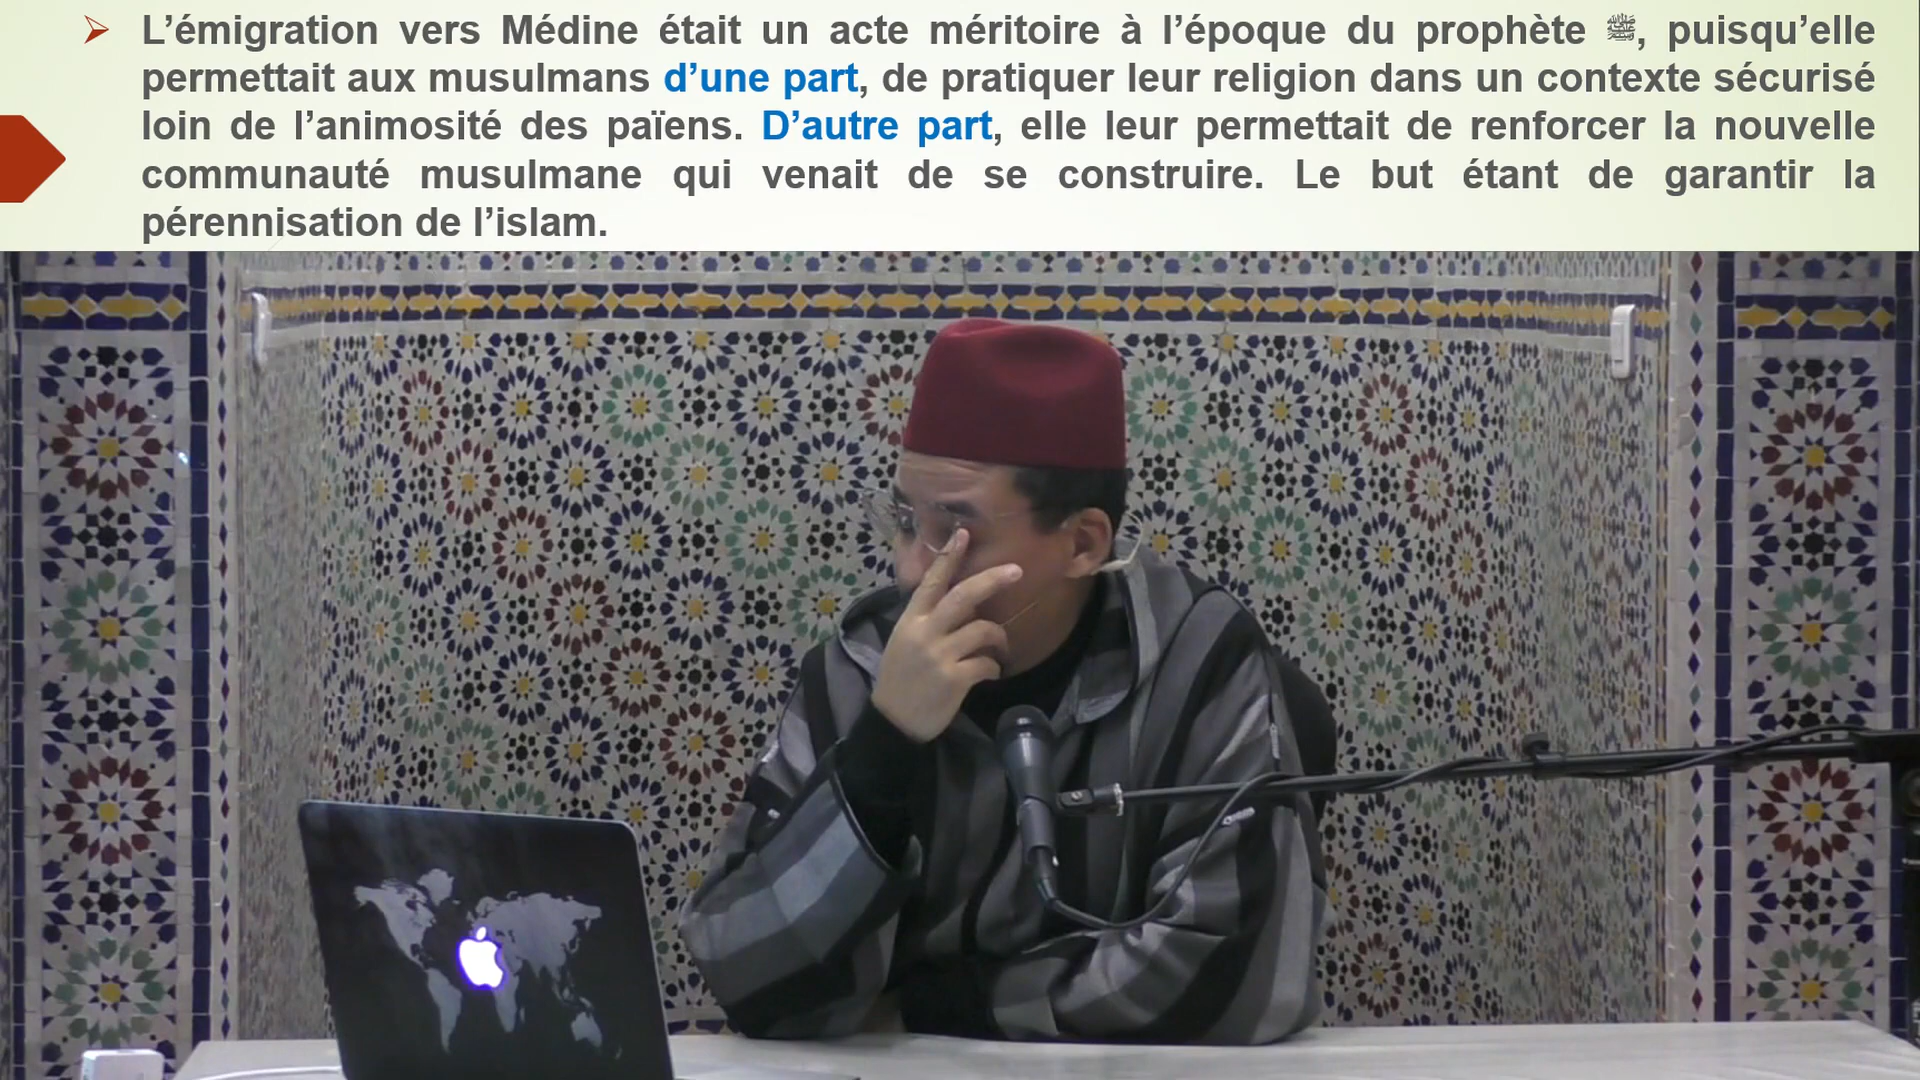 L’émigration vers Médine était un acte méritoire à l’époque du prophète ﷺ, puisqu’elle
permettait aux musulmans d’une part, de pratiquer leur religion dans un contexte sécurisé
loin de l’animosité des païens. D’autre part, elle leur permettait de renforcer la nouvelle
communauté musulmane qui venait de se construire. Le but étant de garantir la
pérennisation de l’islam.